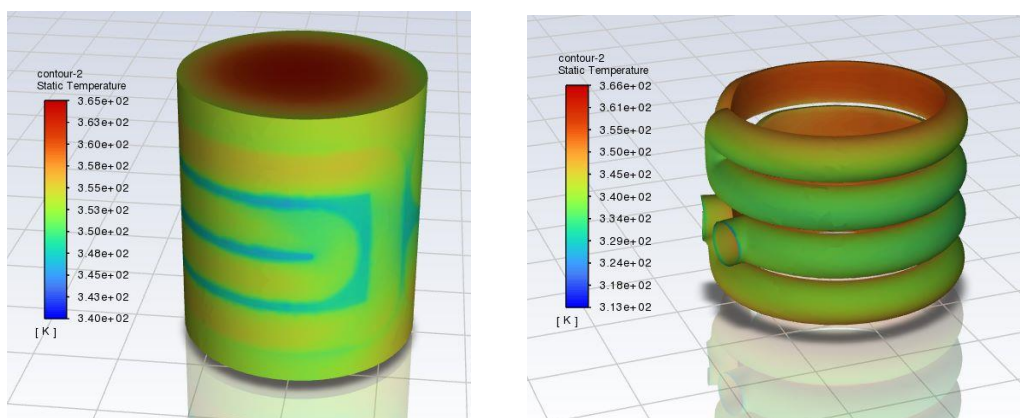 contour-2
Static Temperature
3.65e+02
3.63e+02
3.60e+02
3.58e+02
3.55e+02
3.53e+02
3.50e+02
3.48e+02
3.45e+02
3.43e+02
3.40e+02
[ K ]
contour-2
Static Temperature
3.66e+02
3.61e+02
3.55e+02
3.50e+02
3.45e+02
3.40e+02
3.34e+02
3.29e+02
3.24e+02
3.18e+02
3.13e+02
[ K ]